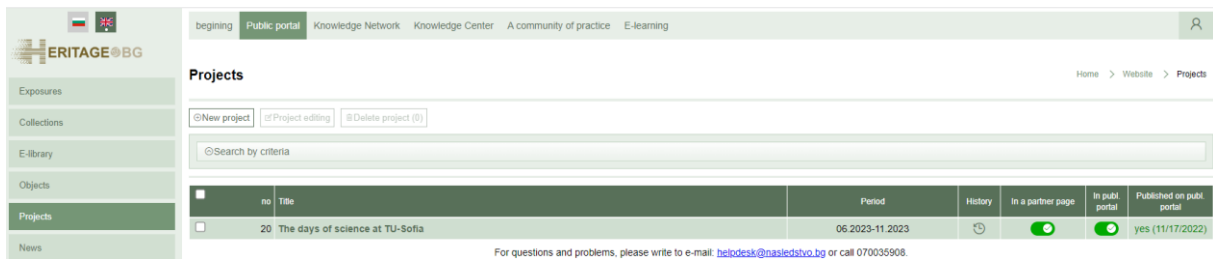 begining Public portal Knowledge Network Knowledge Center A community of practice E-learning
HERITAGE BG
Projects
Home > Website > Projects
Exposures
Collections
E-library
Objects
Projects
News
New project Project editing Delete project (0)
Search by criteria
no Title Period History In a partner page In publ. portal Published on publ. portal
20 The days of science at TU-Sofia 06.2023-11.2023 yes (11/17/2022)
For questions and problems, please write to e-mail: helpdesk@nasledstvo.bg or call 070035908.